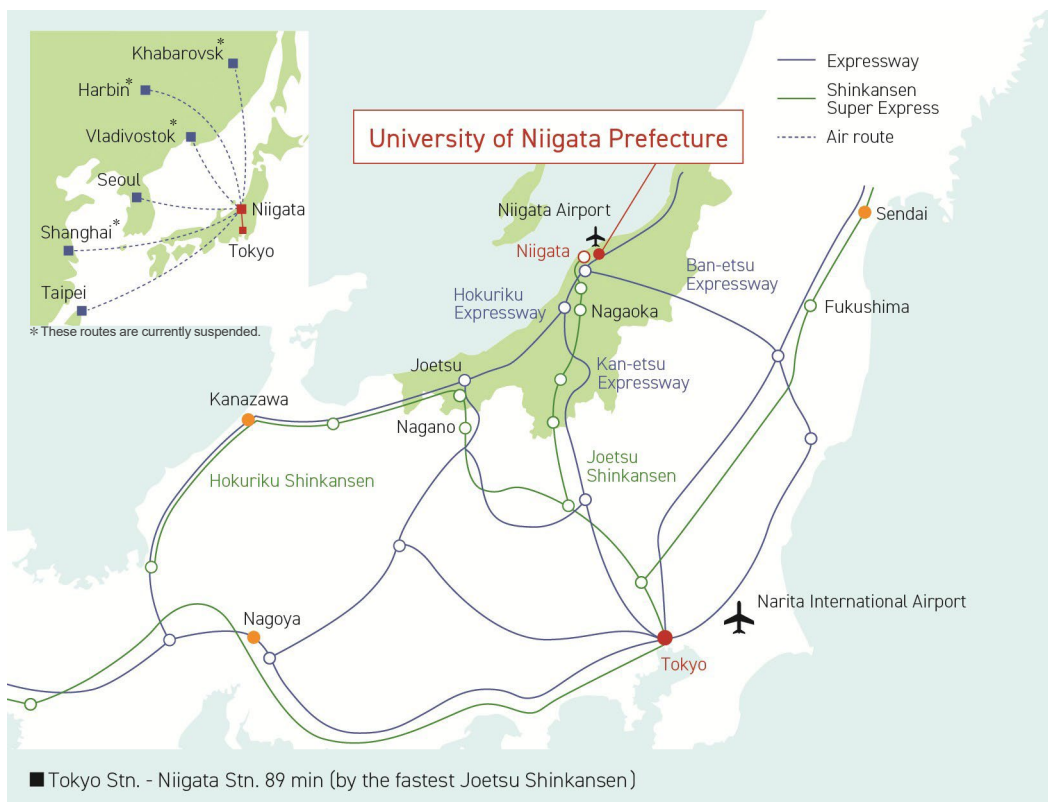 Khabarovsk*
Harbin*
Vladivostok*
Seoul
Niigata
Shanghai*
Tokyo
Taipei
* These routes are currently suspended.
Expressway
Shinkansen
Super Express
Air route
University of Niigata Prefecture
Niigata Airport
Niigata
Sendai
Ban-etsu
Expressway
Hokuriku
Expressway
Nagaoka
Fukushima
Joetsu
Kan-etsu
Expressway
Kanazawa
Nagano
Hokuriku Shinkansen
Joetsu
Shinkansen
Nagoya
Narita International Airport
Tokyo
■ Tokyo Stn. - Niigata Stn. 89 min (by the fastest Joetsu Shinkansen)